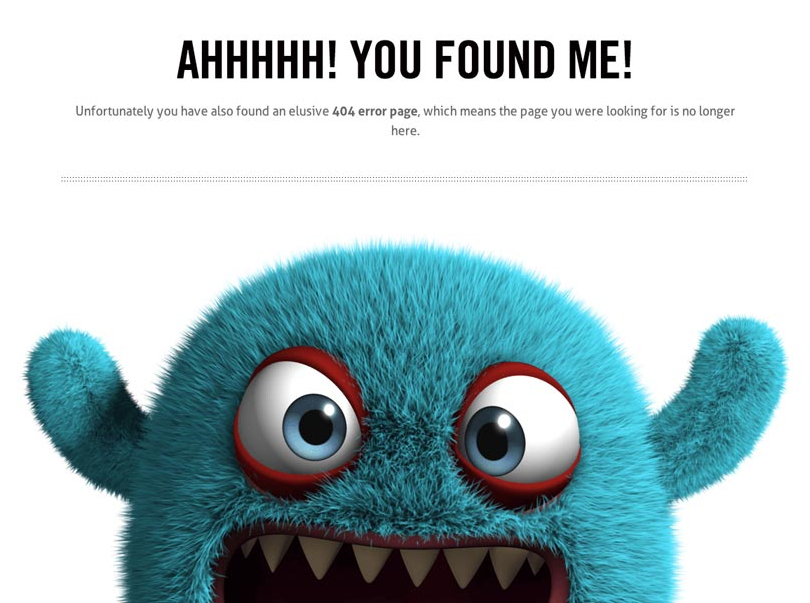 AHHHHH! YOU FOUND ME!
Unfortunately you have also found an elusive 404 error page, which means the page you were looking for is no longer
here.